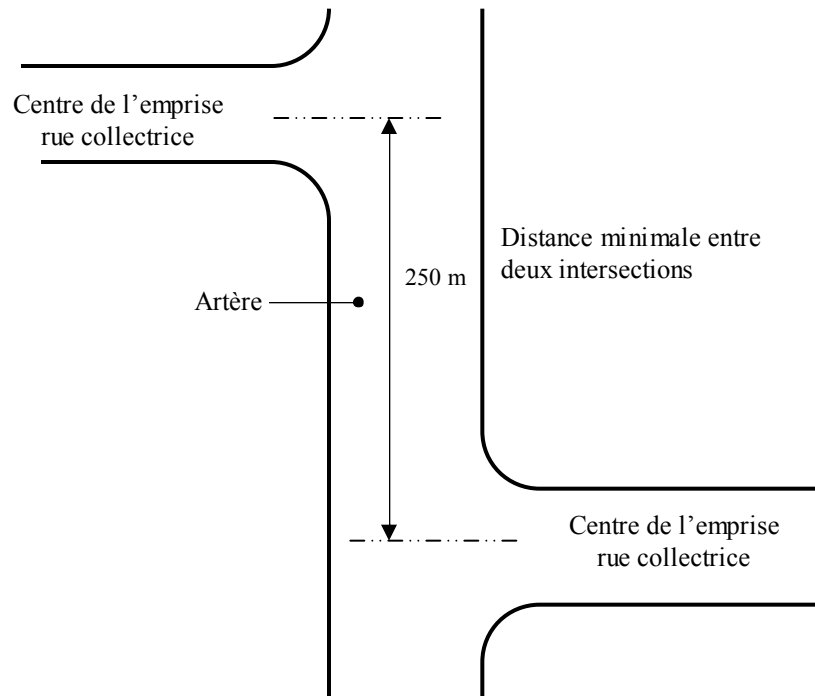 Centre de l’emprise
rue collectrice
Distance minimale entre
deux intersections
250 m
Artère
Centre de l’emprise
rue collectrice